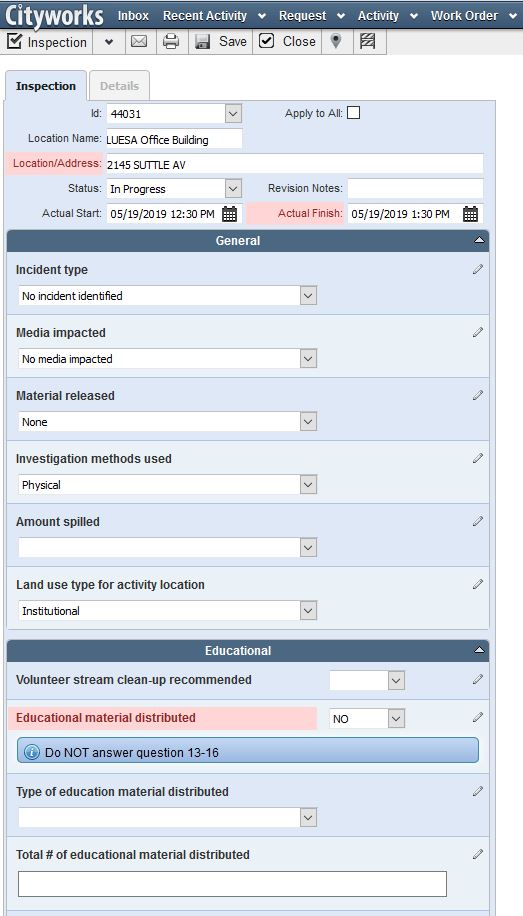 Cityworks Inbox Recent Activity Request Activity Work Order
Inspection Save Close
Inspection Details
Id: 44031 Apply to All:
Location Name: LUESA Office Building
Location/Address: 2145 SUTTLE AV
Status: In Progress Revision Notes:
Actual Start: 05/19/2019 12:30 PM Actual Finish: 05/19/2019 1:30 PM
General
Incident type
No incident identified
Media impacted
No media impacted
Material released
None
Investigation methods used
Physical
Amount spilled
Land use type for activity location
Institutional
Educational
Volunteer stream clean-up recommended
Educational material distributed NO
Do NOT answer question 13-16
Type of education material distributed
Total # of educational material distributed